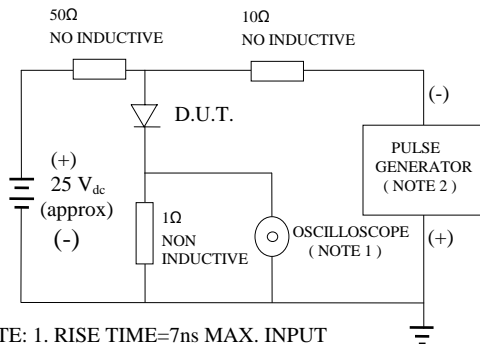 50Ω
NO INDUCTIVE
10Ω
NO INDUCTIVE
(-)
D.U.T.
PULSE
GENERATOR
( NOTE 2 )
(+)
25 Vdc
(approx)
(-)
1Ω
NON
INDUCTIVE
OSCILLOSCOPE
( NOTE 1 )
(+)
TE: 1. RISE TIME=7ns MAX. INPUT